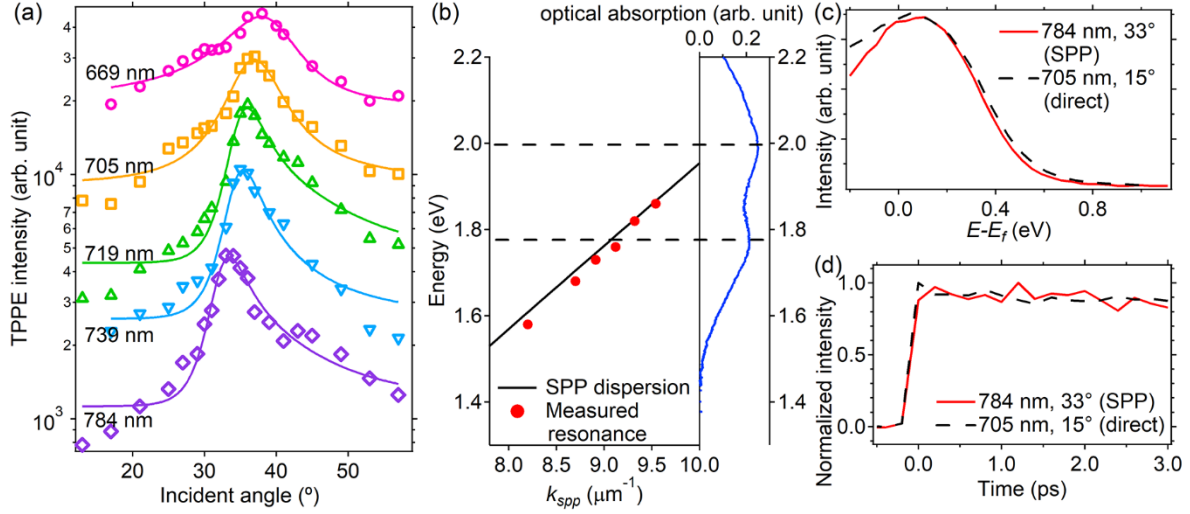 (a)
TPPE intensity (arb. unit)
4
3
2
10⁴
7
6
5
4
3
2
10³
669 nm
705 nm
719 nm
739 nm
784 nm
20
30
40
50
Incident angle (º)
(b)
optical absorption (arb. unit)
0.0
0.2
Energy (eV)
2.2
2.0
1.8
1.6
1.4
2.2
2.0
1.8
1.6
1.4
SPP dispersion
Measured
resonance
8.0
8.5
9.0
9.5
10
k_spp (μm⁻¹)
(c)
Intensity (arb. unit)
784 nm, 33°
(SPP)
705 nm, 15°
(direct)
0.0
0.4
0.8
E-E_f (eV)
(d)
Normalized intensity
1.0
0.5
0.0
784 nm, 33° (SPP)
705 nm, 15° (direct)
0.0
1.0
2.0
3.0
Time (ps)